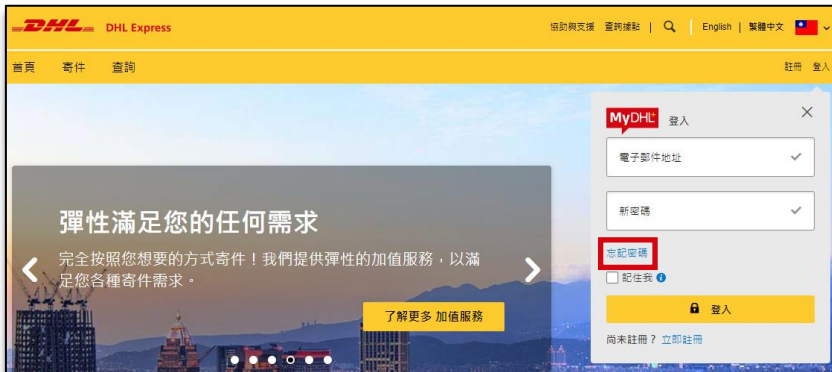 DHL DHL Express
協助與支援 查詢據點 | English | 繁體中文
首頁 寄件 查詢
註冊 登入
MyDHL+ 登入
電子郵件地址
新密碼
忘記密碼
記住我
登入
尚未註冊？ 立即註冊
彈性滿足您的任何需求
完全按照您想要的方式寄件！我們提供彈性的加值服務，以滿
足您各種寄件需求。
了解更多 加值服務